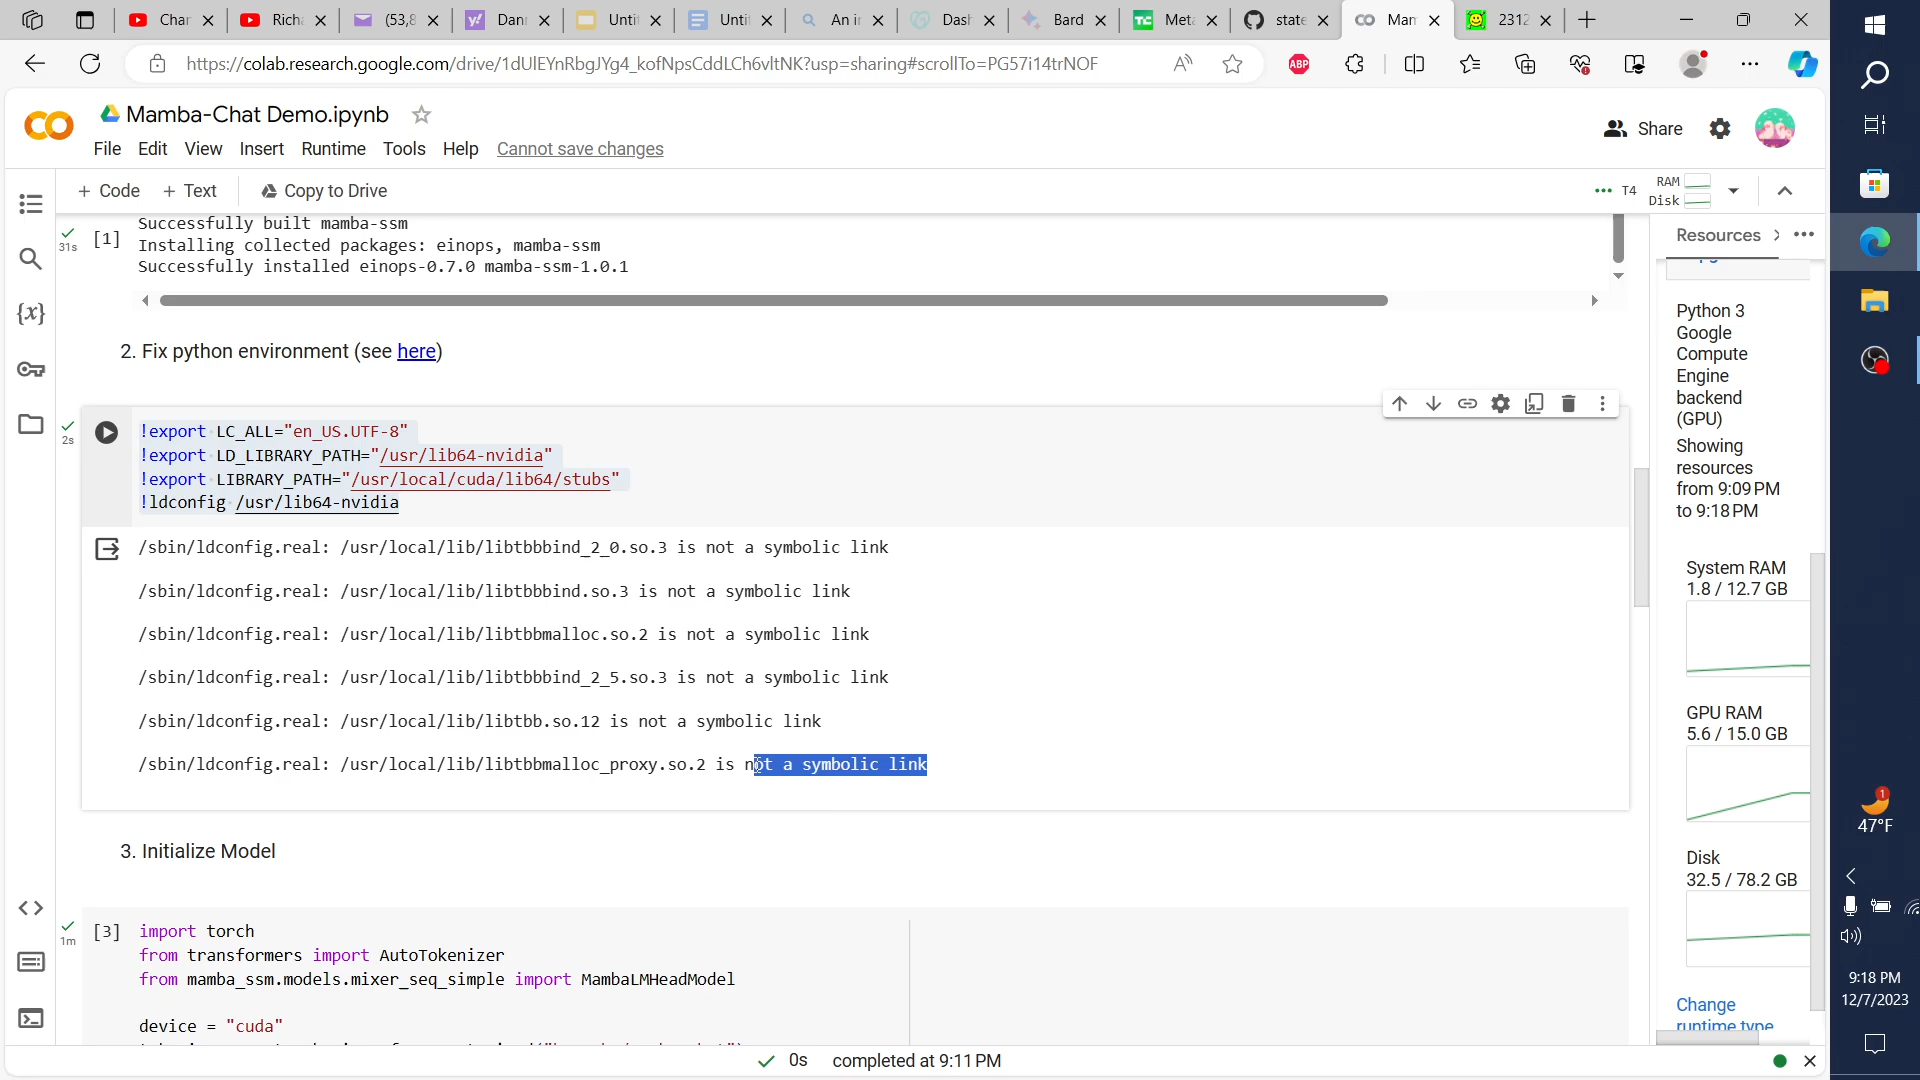 Char
Rich
(53,8
Danr
Unti
Unti
An ir
Dash
Bard
Meta
state
Mam
2312
https://colab.research.google.com/drive/1dUlEYnRbgJYg4_kofNpsCddLCh6vltNK?usp=sharing#scrollTo=PG57i14trNOF
ABP
Mamba-Chat Demo.ipynb
File Edit View Insert Runtime Tools Help Cannot save changes
Share
+ Code + Text Copy to Drive
T4 RAM
Disk
Successfully built mamba-ssm
31s [1] Installing collected packages: einops, mamba-ssm
Successfully installed einops-0.7.0 mamba-ssm-1.0.1
2. Fix python environment (see here)
!export LC_ALL="en_US.UTF-8"
2s !export LD_LIBRARY_PATH="/usr/lib64-nvidia"
!export LIBRARY_PATH="/usr/local/cuda/lib64/stubs"
!ldconfig /usr/lib64-nvidia
/sbin/ldconfig.real: /usr/local/lib/libtbbbind_2_0.so.3 is not a symbolic link
/sbin/ldconfig.real: /usr/local/lib/libtbbbind.so.3 is not a symbolic link
/sbin/ldconfig.real: /usr/local/lib/libtbbmalloc.so.2 is not a symbolic link
/sbin/ldconfig.real: /usr/local/lib/libtbbbind_2_5.so.3 is not a symbolic link
/sbin/ldconfig.real: /usr/local/lib/libtbb.so.12 is not a symbolic link
/sbin/ldconfig.real: /usr/local/lib/libtbbmalloc_proxy.so.2 is not a symbolic link
3. Initialize Model
1m [3] import torch
from transformers import AutoTokenizer
from mamba_ssm.models.mixer_seq_simple import MambaLMHeadModel
device = "cuda"
0s completed at 9:11 PM
Resources
Python 3
Google
Compute
Engine
backend
(GPU)
Showing
resources
from 9:09 PM
to 9:18 PM
System RAM
1.8 / 12.7 GB
GPU RAM
5.6 / 15.0 GB
Disk
32.5 / 78.2 GB
Change
runtime type
1
47°F
9:18 PM
12/7/2023